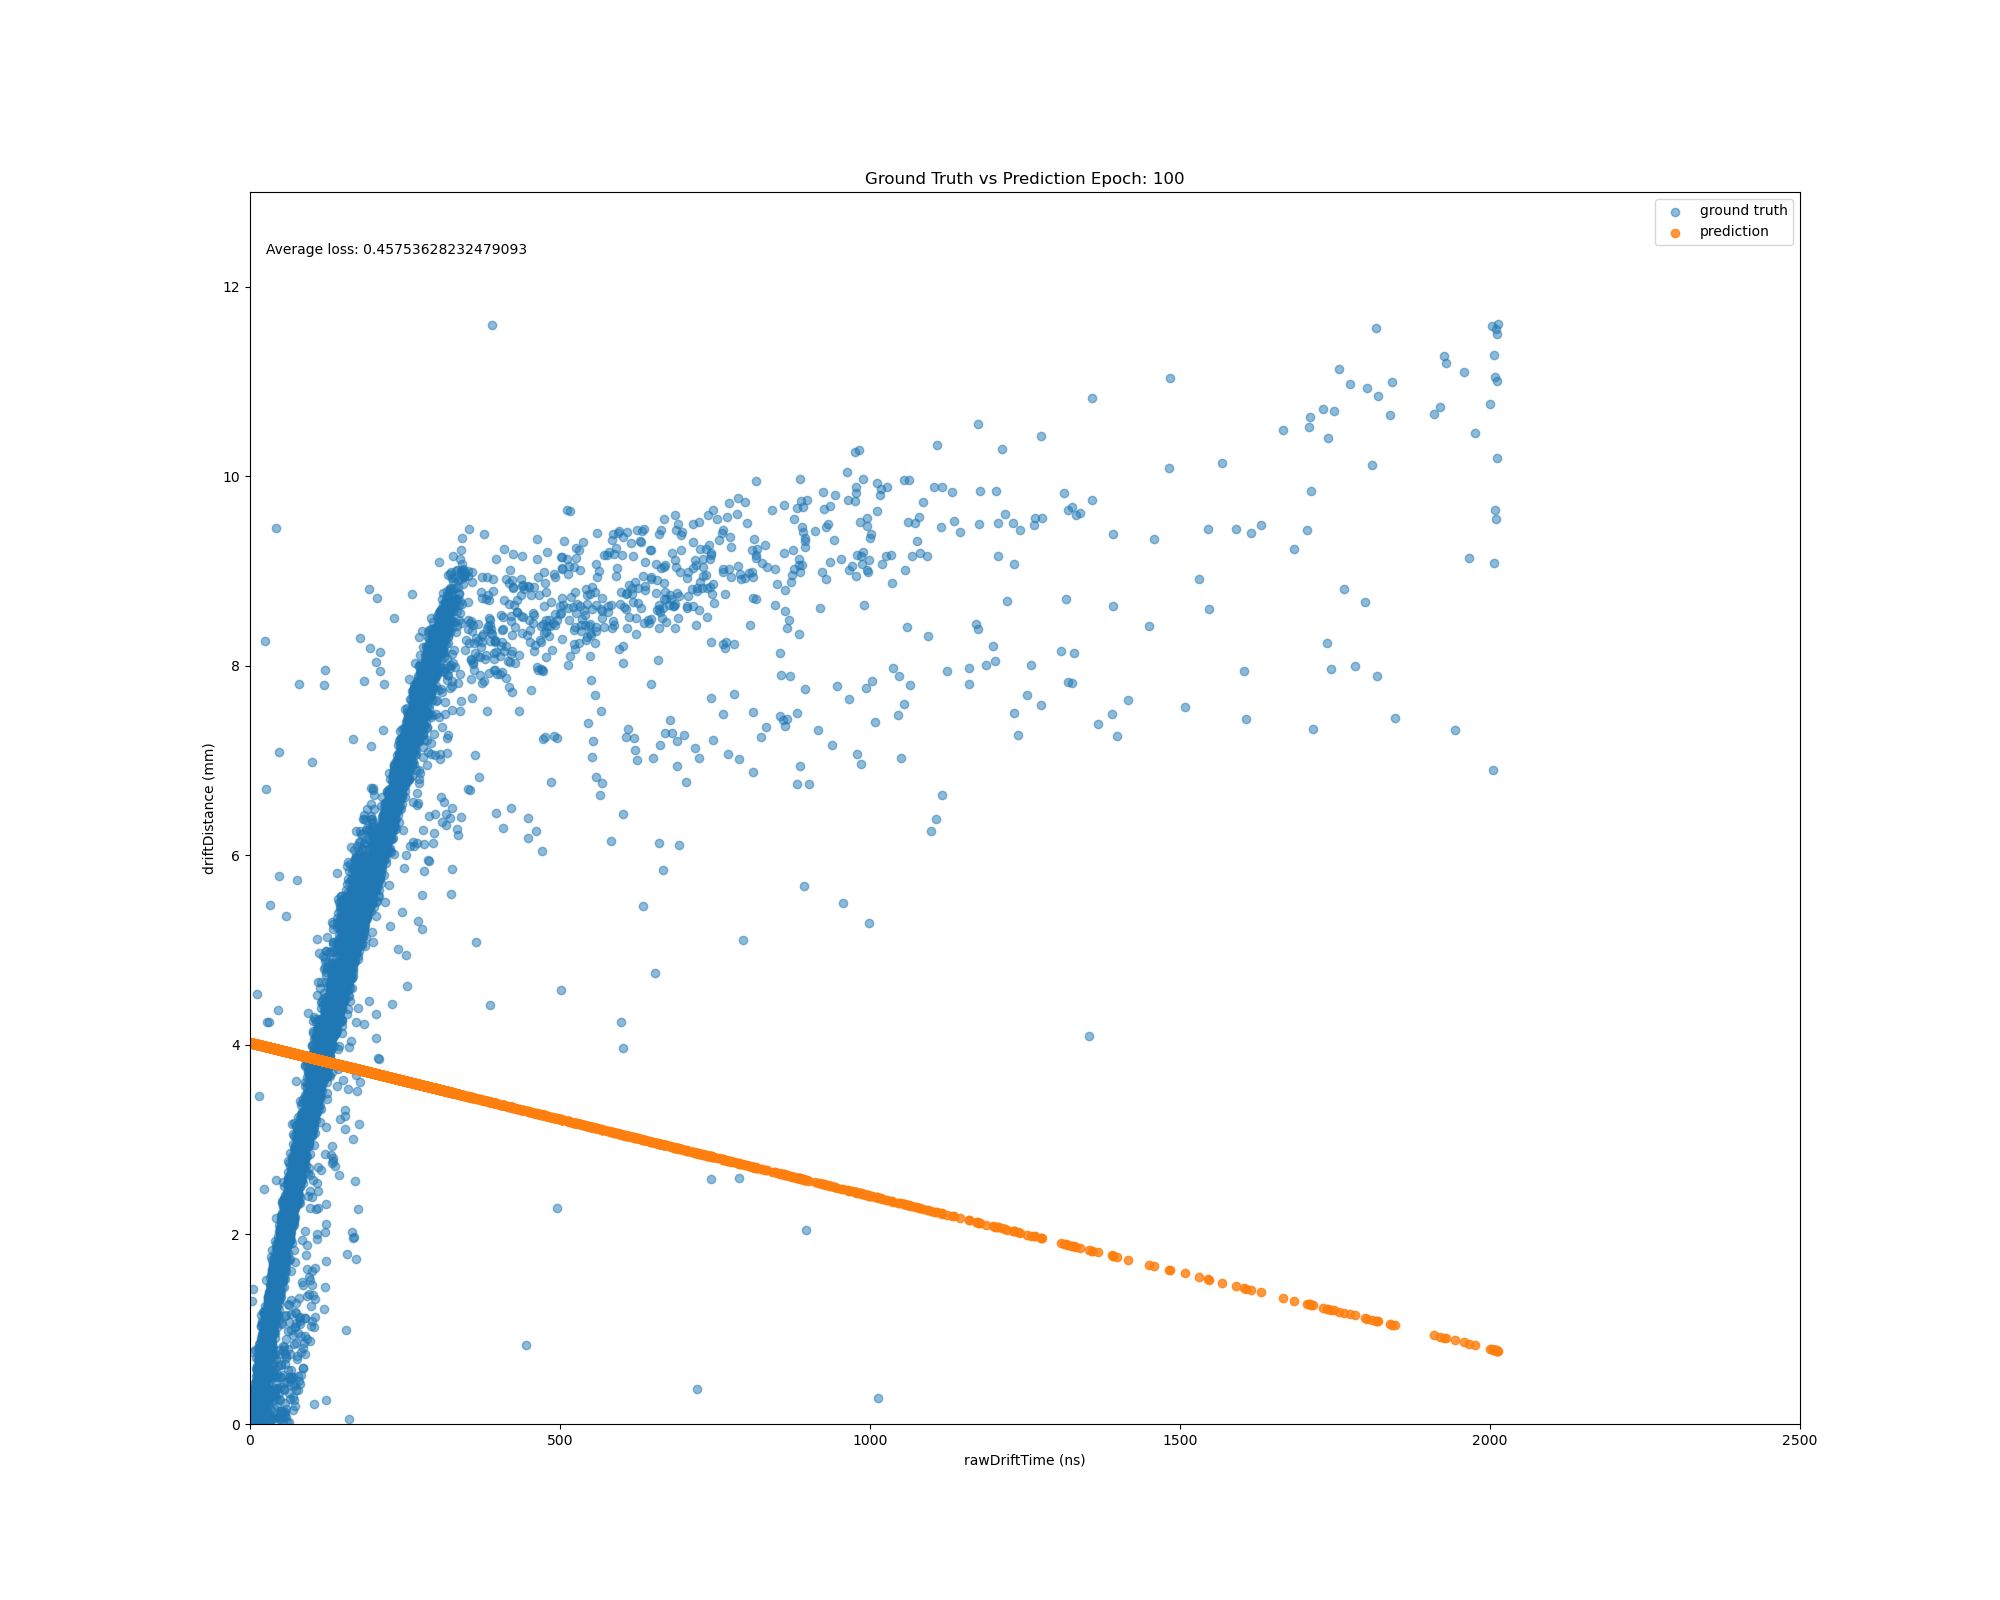 Ground Truth vs Prediction Epoch: 100
ground truth
prediction
Average loss: 0.45753628232479093
12
10
8
6
4
2
0
driftDistance (mm)
0 500 1000 1500 2000 2500
rawDriftTime (ns)